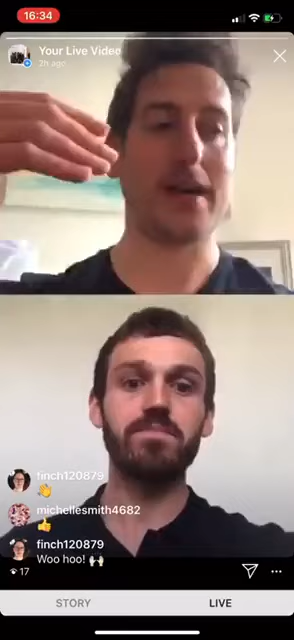 16:34
Your Live Video
2h ago
finch120879
👏
michellesmith4682
👍
finch120879
Woo hoo! 🙌🏻
17
STORY
LIVE